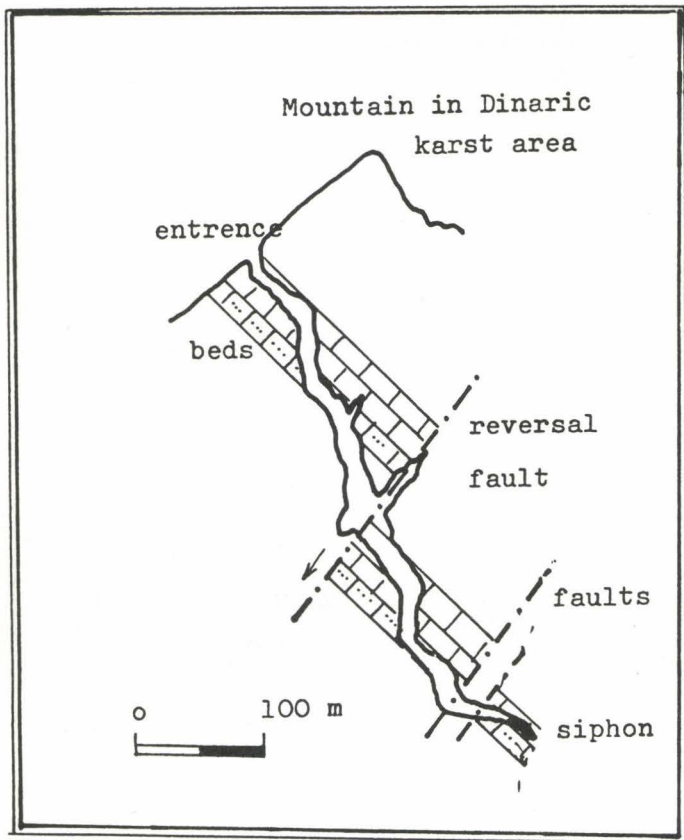 Mountain in Dinaric
karst area
entrence
beds
reversal
fault
faults
o 100 m
siphon